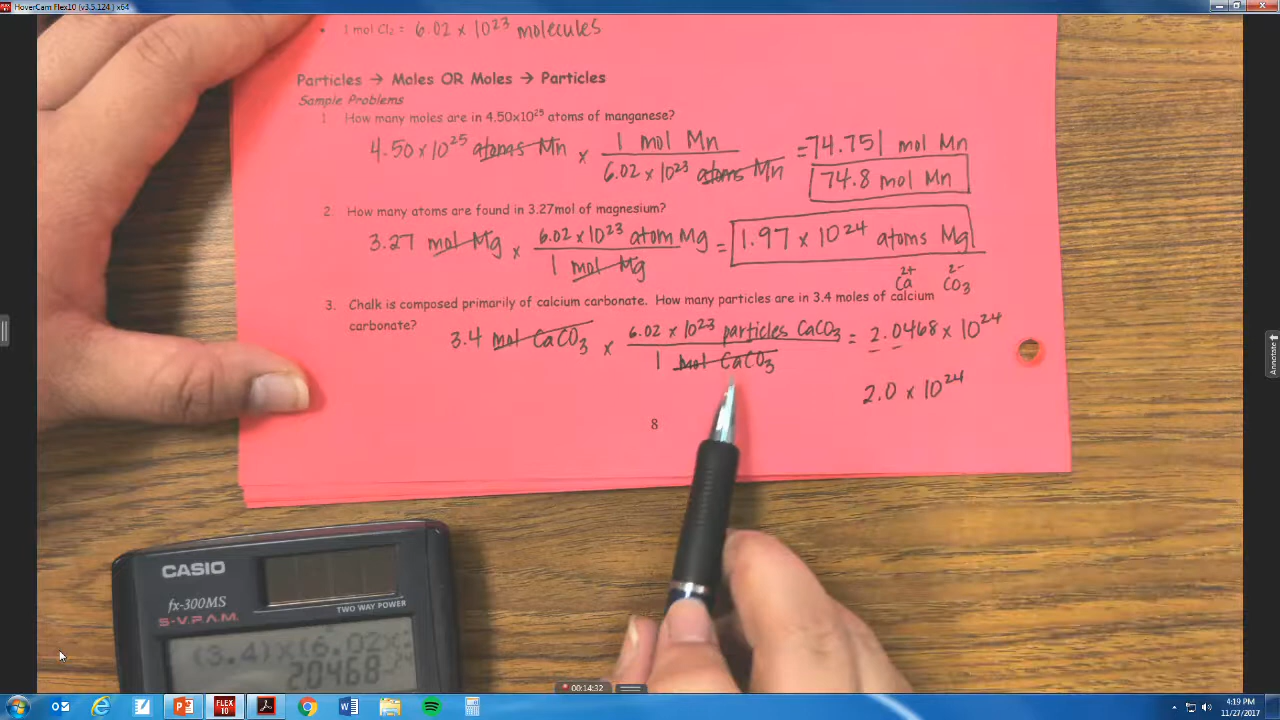 HoverCam Flex10 (v3.5.124) x64
• 1 mol Cl₂ = 6.02 x 10²³ molecules
Particles → Moles OR Moles → Particles
Sample Problems
1 How many moles are in 4.50x10²⁵ atoms of manganese?
4.50 x 10²⁵ atoms Mn x 1 mol Mn / 6.02 x 10²³ atoms Mn = 74.751 mol Mn
74.8 mol Mn
2. How many atoms are found in 3.27mol of magnesium?
3.27 mol Mg x 6.02 x 10²³ atom Mg / 1 mol Mg = 1.97 x 10²⁴ atoms Mg
Ca²⁺ CO₃²⁻
3. Chalk is composed primarily of calcium carbonate. How many particles are in 3.4 moles of calcium
carbonate?
3.4 mol CaCO₃ x 6.02 x 10²³ particles CaCO₃ / 1 mol CaCO₃ = 2.0468 x 10²⁴
2.0 x 10²⁴
8
Annotate
CASIO
fx-300MS
S-V.P.A.M.
TWO WAY POWER
(3.4)x(6.02x
20468
00:14:32
FLEX
10
4:19 PM
11/27/2017